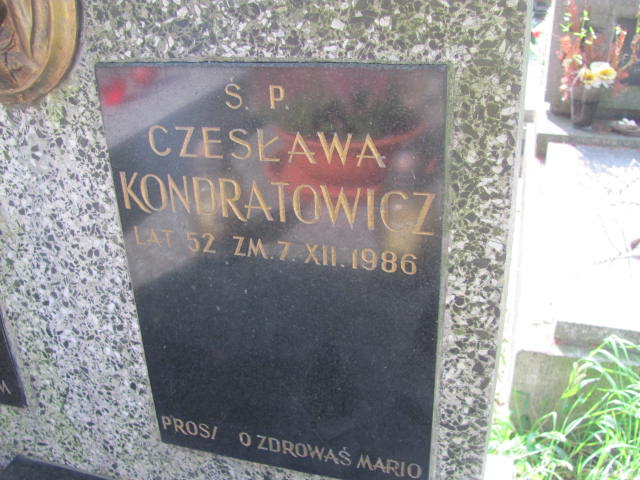 Ś. P.
CZESŁAWA
KONDRATOWICZ
LAT 52 ZM. 7. XII. 1986
PROSI O ZDROWAŚ MARIO
M